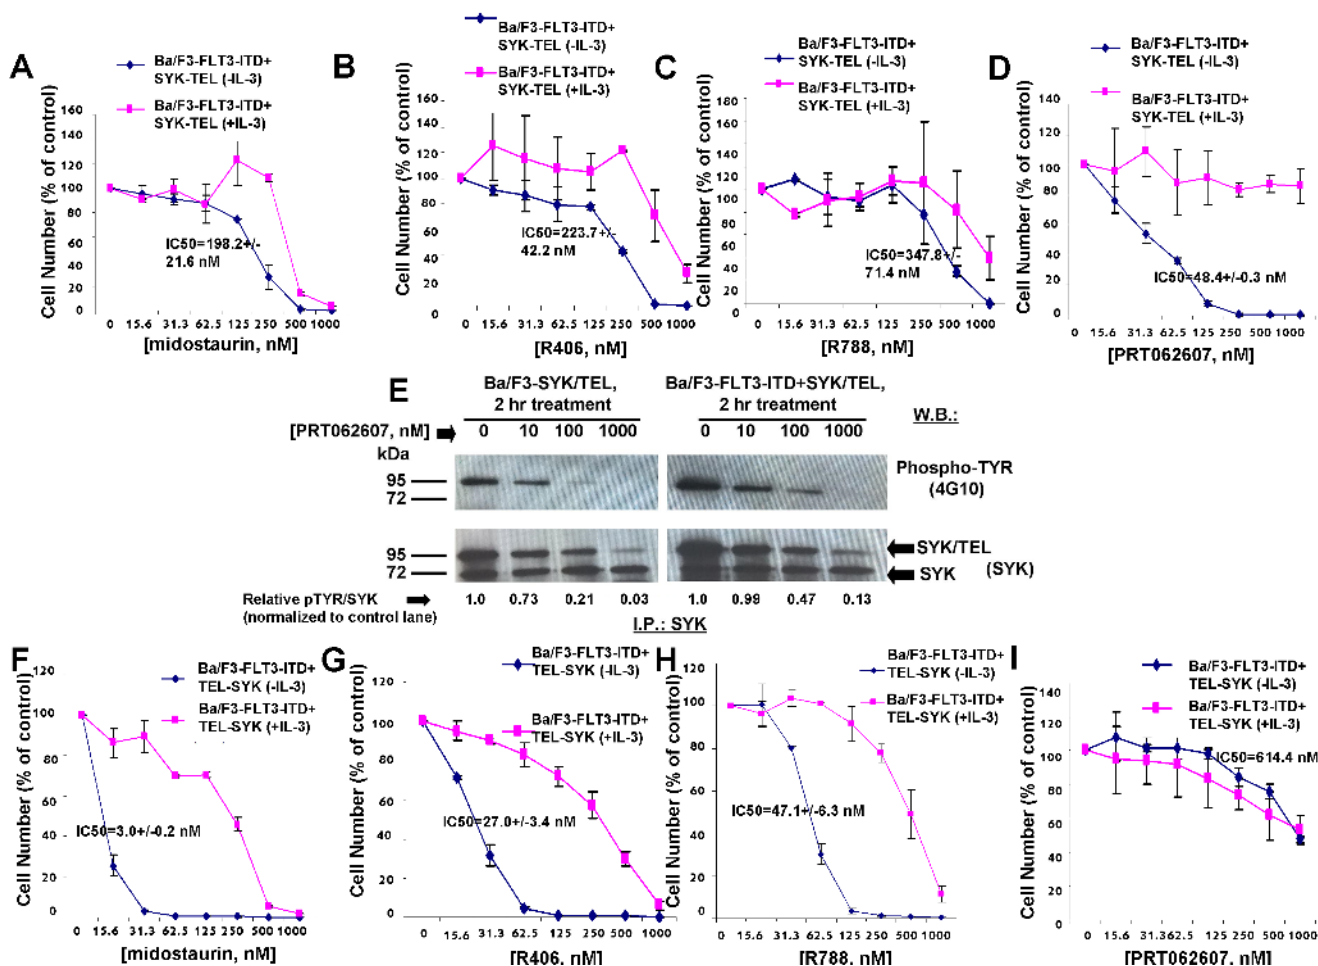 A
Ba/F3-FLT3-ITD+
SYK-TEL (-IL-3)
Ba/F3-FLT3-ITD+
SYK-TEL (+IL-3)
Cell Number (% of control)
160
140
120
100
80
60
40
20
0
IC50=198.2+/-
21.6 nM
0 15.6 31.3 62.5 125 250 500 1000
[midostaurin, nM]
B
Ba/F3-FLT3-ITD+
SYK-TEL (-IL-3)
Ba/F3-FLT3-ITD+
SYK-TEL (+IL-3)
Cell Number (% of control)
160
140
120
100
80
60
40
20
0
IC50=223.7+/-
42.2 nM
0 15.6 31.3 62.5 125 250 500 1000
[R406, nM]
C
Ba/F3-FLT3-ITD+
SYK-TEL (-IL-3)
Ba/F3-FLT3-ITD+
SYK-TEL (+IL-3)
Cell Number (% of control)
180
160
140
120
100
80
60
40
20
0
IC50=347.8+/-
71.4 nM
0 15.6 31.3 62.5 125 250 500 1000
[R788, nM]
D
Ba/F3-FLT3-ITD+
SYK-TEL (-IL-3)
Ba/F3-FLT3-ITD+
SYK-TEL (+IL-3)
Cell Number (% of control)
140
120
100
80
60
40
20
0
IC50=48.4+/-0.3 nM
0 15.6 31.3 62.5 125 250 500 1000
[PRT062607, nM]
E
Ba/F3-SYK/TEL,
2 hr treatment
Ba/F3-FLT3-ITD+SYK/TEL,
2 hr treatment
W.B.:
[PRT062607, nM]
0 10 100 1000
0 10 100 1000
kDa
95
72
Phospho-TYR
(4G10)
95
72
SYK/TEL
SYK
(SYK)
Relative pTYR/SYK
(normalized to control lane)
1.0 0.73 0.21 0.03
1.0 0.99 0.47 0.13
I.P.: SYK
F
Ba/F3-FLT3-ITD+
TEL-SYK (-IL-3)
Ba/F3-FLT3-ITD+
TEL-SYK (+IL-3)
Cell Number (% of control)
120
100
80
60
40
20
0
IC50=3.0+/-0.2 nM
0 15.6 31.3 62.5 125 250 500 1000
[midostaurin, nM]
G
Ba/F3-FLT3-ITD+
TEL-SYK (-IL-3)
Ba/F3-FLT3-ITD+
TEL-SYK (+IL-3)
Cell Number (% of control)
120
100
80
60
40
20
0
IC50=27.0+/-3.4 nM
0 15.6 31.3 62.5 125 250 500 1000
[R406, nM]
H
Ba/F3-FLT3-ITD+
TEL-SYK (-IL-3)
Ba/F3-FLT3-ITD+
TEL-SYK (+IL-3)
Cell Number (% of control)
120
100
80
60
40
20
0
IC50=47.1+/-6.3 nM
0 15.6 31.3 62.5 125 250 500 1000
[R788, nM]
I
Ba/F3-FLT3-ITD+
TEL-SYK (-IL-3)
Ba/F3-FLT3-ITD+
TEL-SYK (+IL-3)
Cell Number (% of control)
140
120
100
80
60
40
20
0
IC50=614.4 nM
0 15.6 31.3 62.5 125 250 500 1000
[PRT062607, nM]